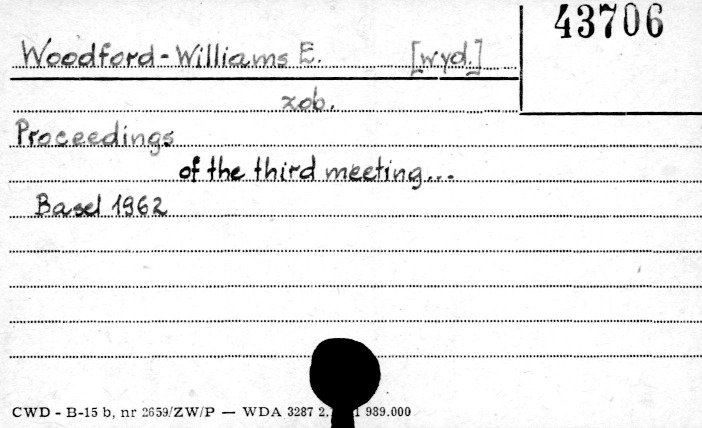 43706
Woodford-Williams E. [wyd.]
zob.
Proceedings
of the third meeting...
Basel 1962
CWD - B-15 b, nr 2659/ZW/P — WDA 3287 2. 1 989.000